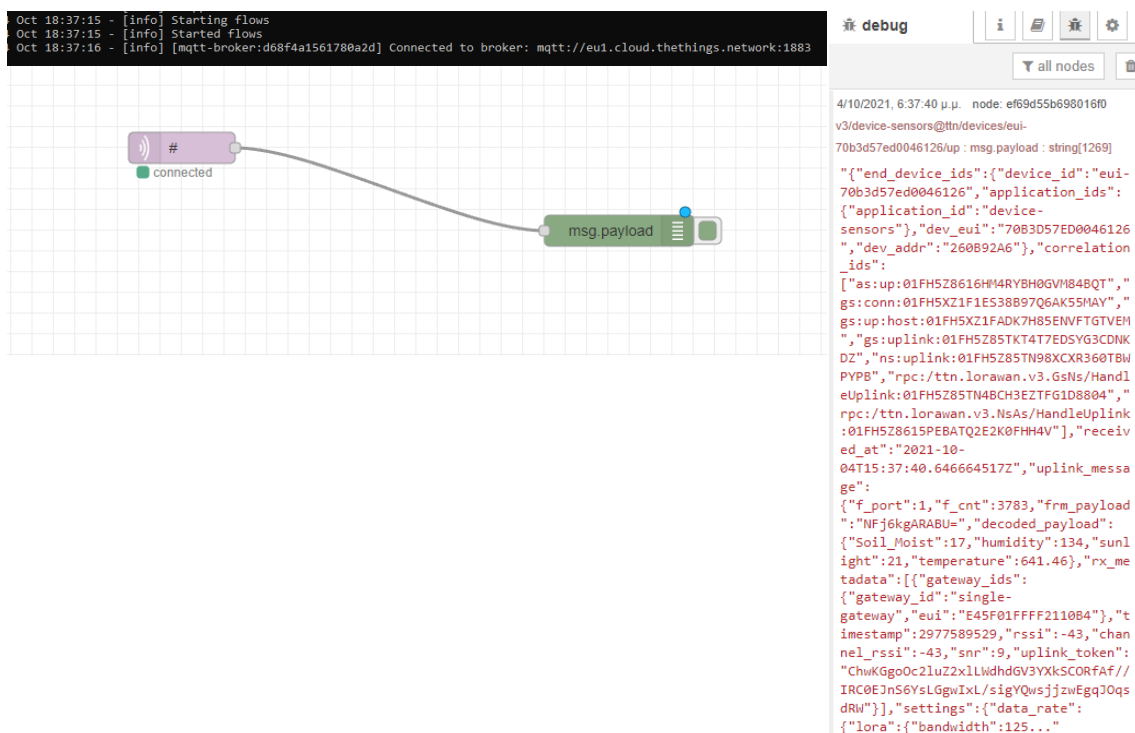 Oct 18:37:15 - [info] Starting flows
Oct 18:37:15 - [info] Started flows
Oct 18:37:16 - [info] [mqtt-broker:d68f4a1561780a2d] Connected to broker: mqtt://eu1.cloud.thethings.network:1883
#
connected
msg.payload
debug
i
all nodes
4/10/2021, 6:37:40 μ.μ. node: ef69d55b698016f0
v3/device-sensors@ttn/devices/eui-
70b3d57ed0046126/up : msg.payload : string[1269]
"{"end_device_ids":{"device_id":"eui-
70b3d57ed0046126","application_ids":
{"application_id":"device-
sensors"},"dev_eui":"70B3D57ED0046126
","dev_addr":"260B92A6"},"correlation
_ids":
["as:up:01FH5Z8616HM4RYBH0GVM84BQT","
gs:conn:01FH5XZ1F1ES38B97Q6AK55MAY","
gs:up:host:01FH5XZ1FADK7H85ENVFTGTVEM
","gs:uplink:01FH5Z85TKT4T7EDSYG3CDNK
DZ","ns:uplink:01FH5Z85TN98XCXR360TBW
PYPB","rpc:/ttn.lorawan.v3.GsNs/Handl
eUplink:01FH5Z85TN4BCH3EZTFG1D8804","
rpc:/ttn.lorawan.v3.NsAs/HandleUplink
:01FH5Z8615PEBATQ2E2K0FHH4V"],"receiv
ed_at":"2021-10-
04T15:37:40.646664517Z","uplink_messa
ge":
{"f_port":1,"f_cnt":3783,"frm_payload
":"NFj6kgARABU=","decoded_payload":
{"Soil_Moist":17,"humidity":134,"sunl
ight":21,"temperature":641.46},"rx_me
tadata":[{"gateway_ids":
{"gateway_id":"single-
gateway","eui":"E45F01FFFF2110B4"},"t
imestamp":2977589529,"rssi":-43,"chan
nel_rssi":-43,"snr":9,"uplink_token":
"ChwKGgoOc2luZ2xlLWdhdGV3YXkSCORfAf//
IRC0EJnS6YsLGgwIxL/sigYQwsjjzwEgqJOqs
dRW"}],"settings":{"data_rate":
{"lora":{"bandwidth":125..."